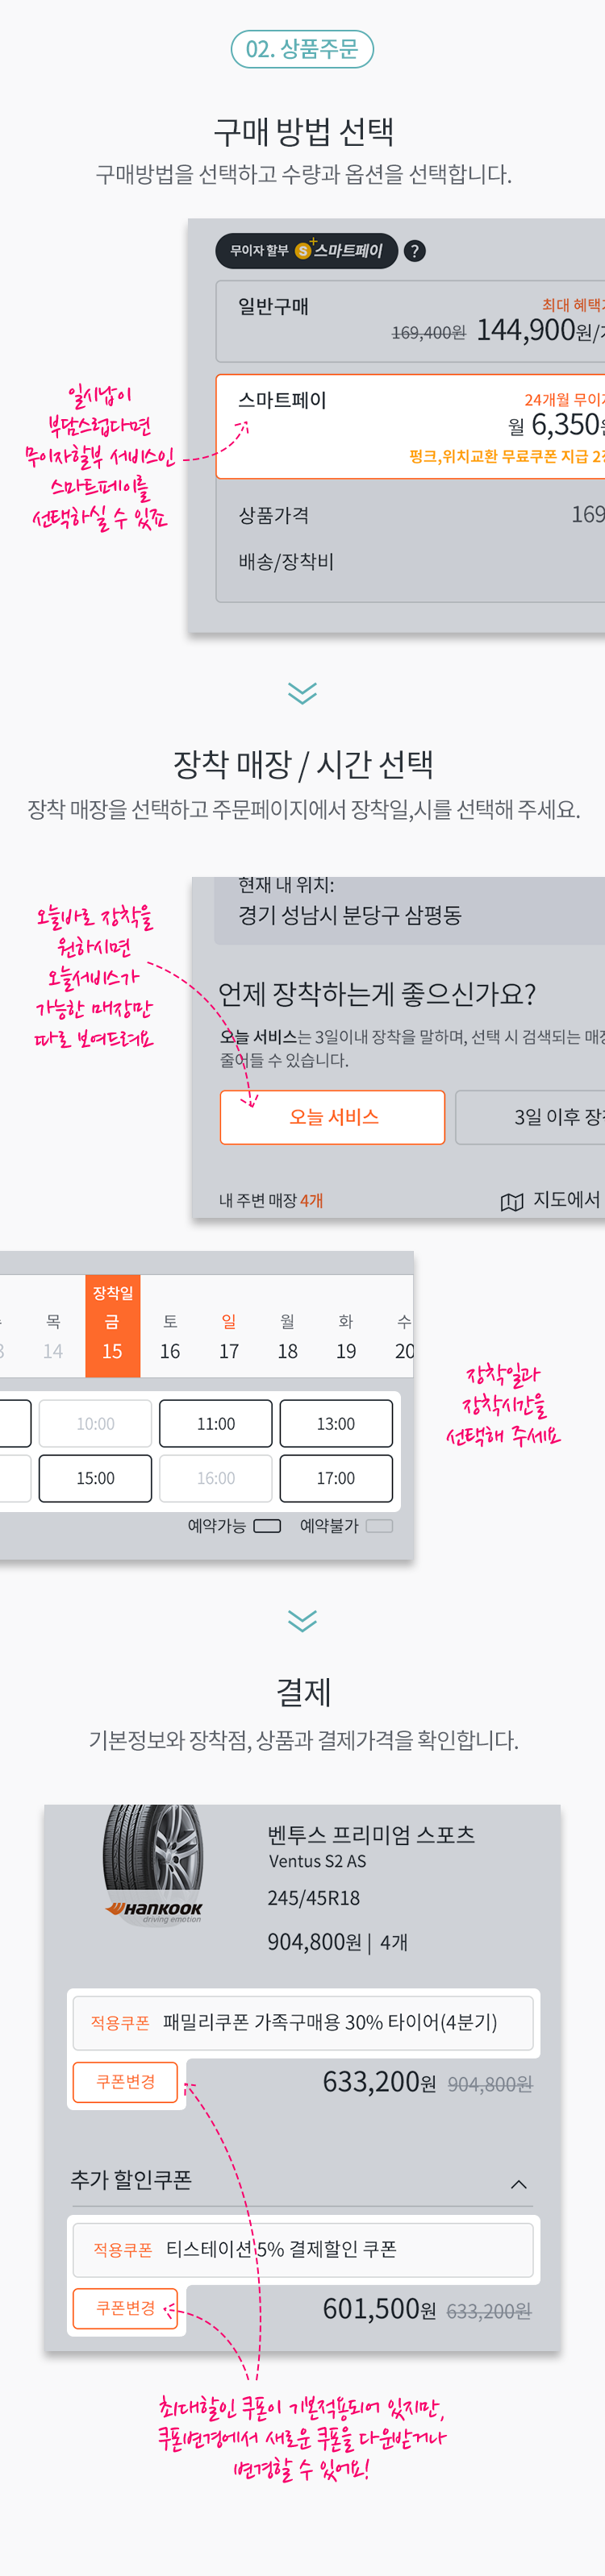 02. 상품주문
구매 방법 선택
구매방법을 선택하고 수량과 옵션을 선택합니다.
무이자 할부 S+ 스마트페이 ?
일반구매
최대 혜택가
169,400원 144,900원/
일시납이
부담스럽다면
무이자할부 서비스인
스마트페이를
선택하실 수 있죠
스마트페이
24개월 무이자
월 6,350원
펑크,위치교환 무료쿠폰 지급 2
상품가격
169
배송/장착비
장착 매장 / 시간 선택
장착 매장을 선택하고 주문페이지에서 장착일,시를 선택해 주세요.
현재 내 위치:
경기 성남시 분당구 삼평동
오늘바로 장착을
원하시면
오늘서비스가
가능한 매장만
따로 보여드려요
언제 장착하는게 좋으신가요?
오늘 서비스는 3일이내 장착을 말하며, 선택 시 검색되는 매장
줄어들 수 있습니다.
오늘 서비스
3일 이후 장착
내 주변 매장 4개
지도에서
장착일
목 금 토 일 월 화 수
14 15 16 17 18 19 20
10:00 11:00 13:00
15:00 16:00 17:00
예약가능 예약불가
장착일과
장착시간을
선택해 주세요
결제
기본정보와 장착점, 상품과 결제가격을 확인합니다.
HANKOOK
driving emotion
벤투스 프리미엄 스포츠
Ventus S2 AS
245/45R18
904,800원 | 4개
적용쿠폰 패밀리쿠폰 가족구매용 30% 타이어(4분기)
쿠폰변경
633,200원 904,800원
추가 할인쿠폰
적용쿠폰 티스테이션 5% 결제할인 쿠폰
쿠폰변경
601,500원 633,200원
최대할인 쿠폰이 기본적용되어 있지만,
쿠폰변경에서 새로운 쿠폰을 다운받거나
변경할 수 있어요!